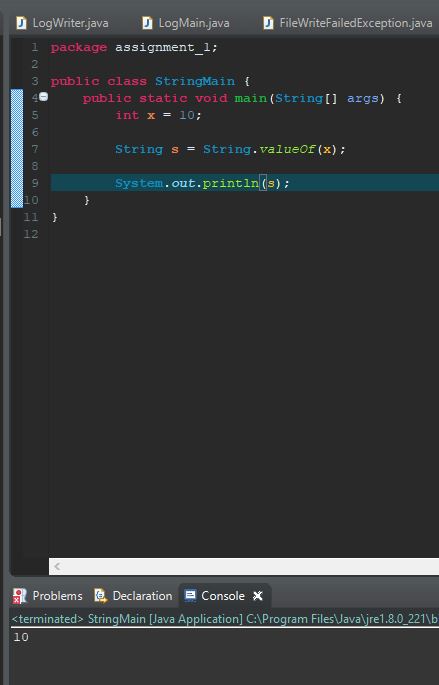 LogWriter.java LogMain.java FileWriteFailedException.java
1 package assignment_1;
2
3 public class StringMain {
4 public static void main(String[] args) {
5 int x = 10;
6
7 String s = String.valueOf(x);
8
9 System.out.println(s);
10 }
11 }
12
Problems Declaration Console
<terminated> StringMain [Java Application] C:\Program Files\Java\jre1.8.0_221\b
10